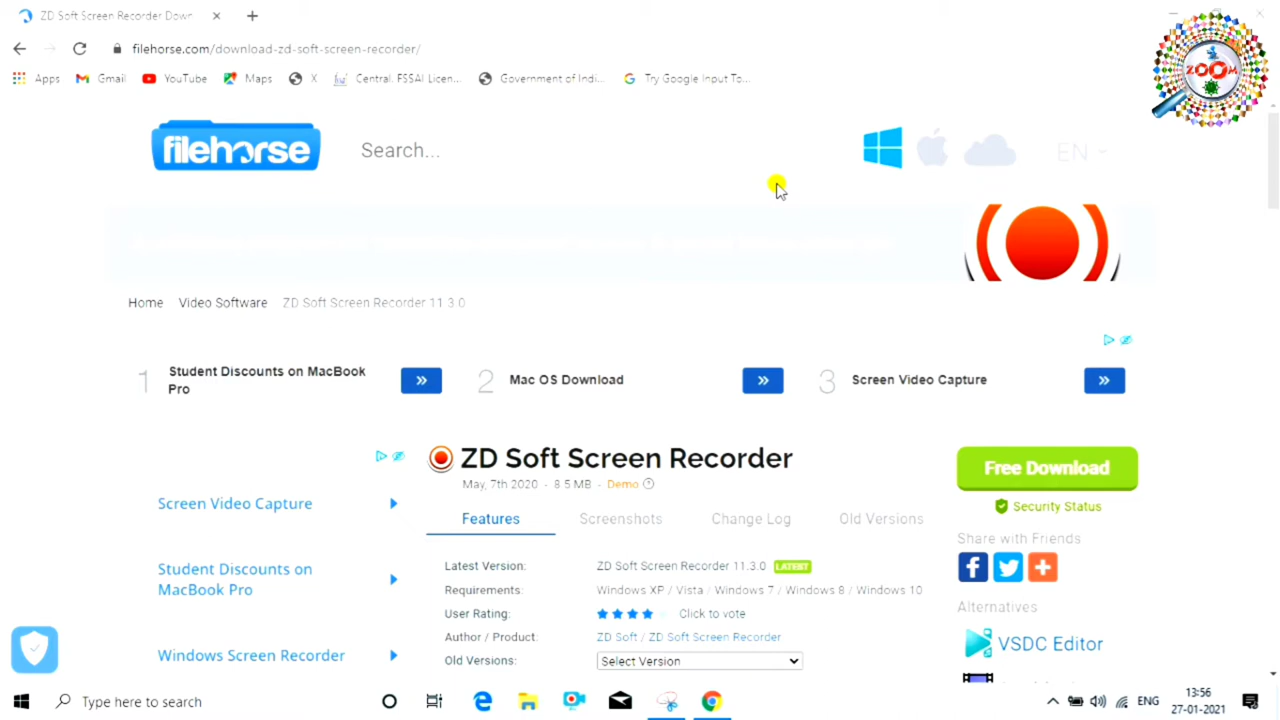 ZD Soft Screen Recorder Down
filehorse.com/download-zd-soft-screen-recorder/
Apps Gmail YouTube Maps X Central. FSSAI Licen... Government of Indi... Try Google Input To...
ZOOM
filehorse Search... EN
Home Video Software ZD Soft Screen Recorder 11.3.0
1 Student Discounts on MacBook Pro » 2 Mac OS Download » 3 Screen Video Capture »
ZD Soft Screen Recorder
May, 7th 2020 - 8.5 MB - Demo
Free Download
Security Status
Features Screenshots Change Log Old Versions
Screen Video Capture
Student Discounts on
MacBook Pro
Windows Screen Recorder
Latest Version: ZD Soft Screen Recorder 11.3.0 LATEST
Requirements: Windows XP / Vista / Windows 7 / Windows 8 / Windows 10
User Rating: Click to vote
Author / Product: ZD Soft / ZD Soft Screen Recorder
Old Versions: Select Version
Share with Friends
Alternatives
VSDC Editor
Type here to search
ENG
13:56
27-01-2021